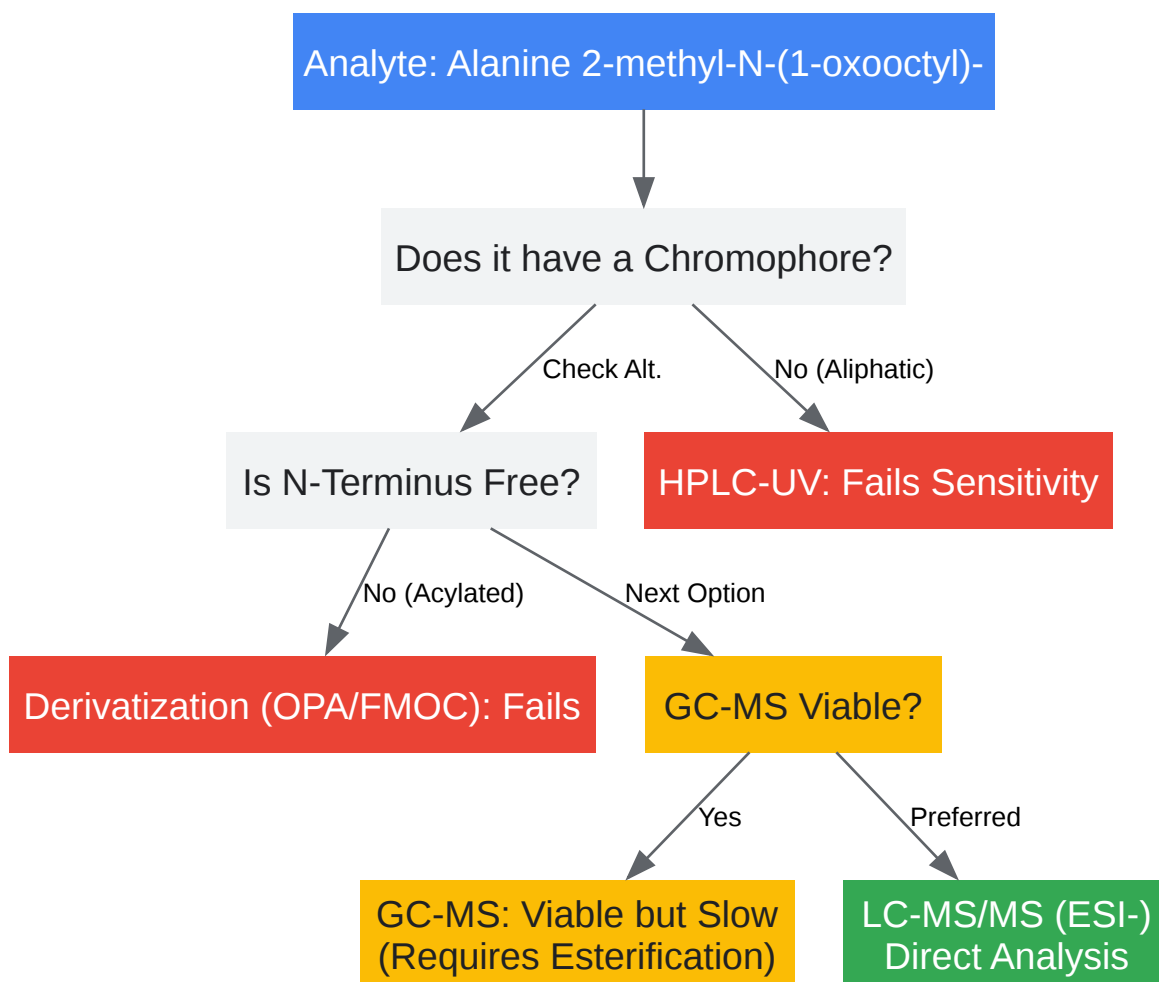 Analyte: Alanine 2-methyl-N-(1-oxooctyl)-
Does it have a Chromophore?
Check Alt.
No (Aliphatic)
Is N-Terminus Free?
HPLC-UV: Fails Sensitivity
No (Acylated)
Next Option
Derivatization (OPA/FMOC): Fails
GC-MS Viable?
Yes
Preferred
GC-MS: Viable but Slow
(Requires Esterification)
LC-MS/MS (ESI-)
Direct Analysis